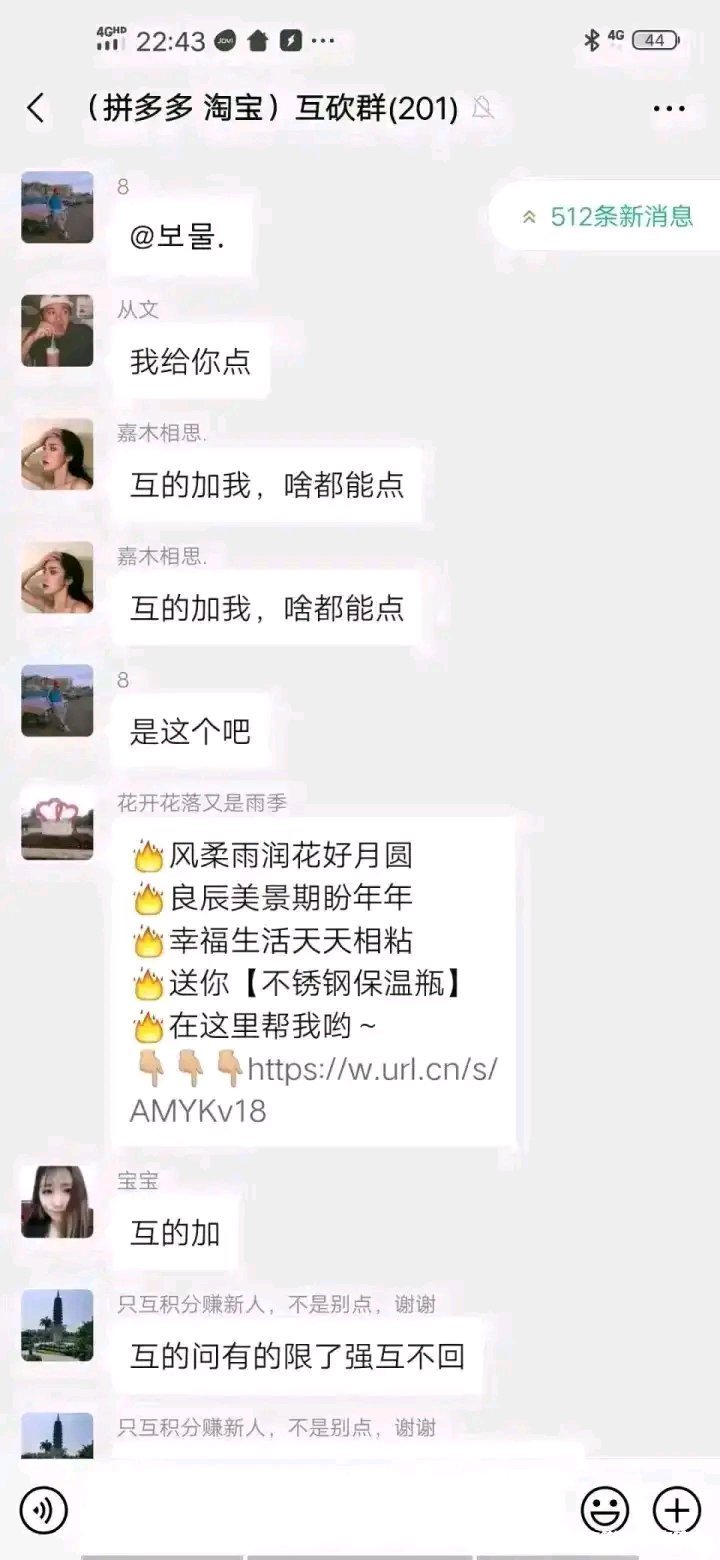 4GHD 22:43 JOVI ··· 4G 44
（拼多多 淘宝）互砍群(201)
512条新消息
8
@보물.
从文
我给你点
嘉木相思.
互的加我，啥都能点
嘉木相思.
互的加我，啥都能点
8
是这个吧
花开花落又是雨季
🔥风柔雨润花好月圆
🔥良辰美景期盼年年
🔥幸福生活天天相粘
🔥送你【不锈钢保温瓶】
🔥在这里帮我哟～
👇👇👇https://w.url.cn/s/
AMYKv18
宝宝
互的加
只互积分赚新人，不是别点，谢谢
互的问有的限了强互不回
只互积分赚新人，不是别点，谢谢